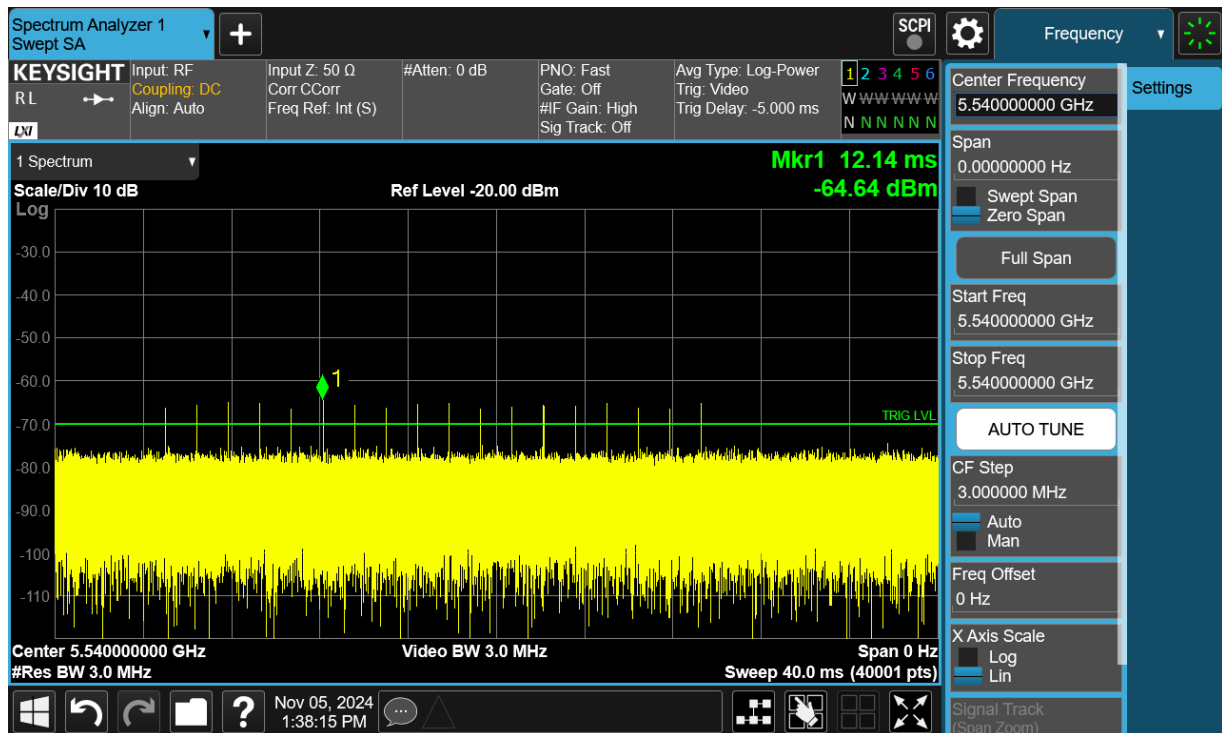 Spectrum Analyzer 1
Swept SA
SCPI
Frequency
KEYSIGHT
RL
LXI
Input: RF
Coupling: DC
Align: Auto
Input Z: 50 Ω
Corr CCorr
Freq Ref: Int (S)
#Atten: 0 dB
PNO: Fast
Gate: Off
#IF Gain: High
Sig Track: Off
Avg Type: Log-Power
Trig: Video
Trig Delay: -5.000 ms
1 2 3 4 5 6
W W W W W W
N N N N N N
1 Spectrum
Scale/Div 10 dB
Ref Level -20.00 dBm
Mkr1 12.14 ms
-64.64 dBm
Log
-30.0
-40.0
-50.0
-60.0
-70.0
-80.0
-90.0
-100
-110
1
TRIG LVL
Center 5.540000000 GHz
Video BW 3.0 MHz
Span 0 Hz
#Res BW 3.0 MHz
Sweep 40.0 ms (40001 pts)
Center Frequency
5.540000000 GHz
Span
0.00000000 Hz
Swept Span
Zero Span
Full Span
Start Freq
5.540000000 GHz
Stop Freq
5.540000000 GHz
AUTO TUNE
CF Step
3.000000 MHz
Auto
Man
Freq Offset
0 Hz
X Axis Scale
Log
Lin
Signal Track
(Span Zoom)
Settings
?
Nov 05, 2024
1:38:15 PM